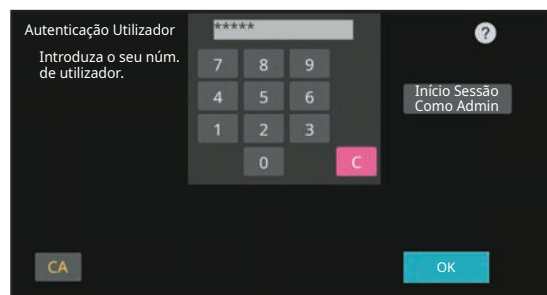 Autenticação Utilizador
*****
?
Introduza o seu núm.
de utilizador.
7 8 9
4 5 6
1 2 3
0 C
Início Sessão
Como Admin
CA
OK